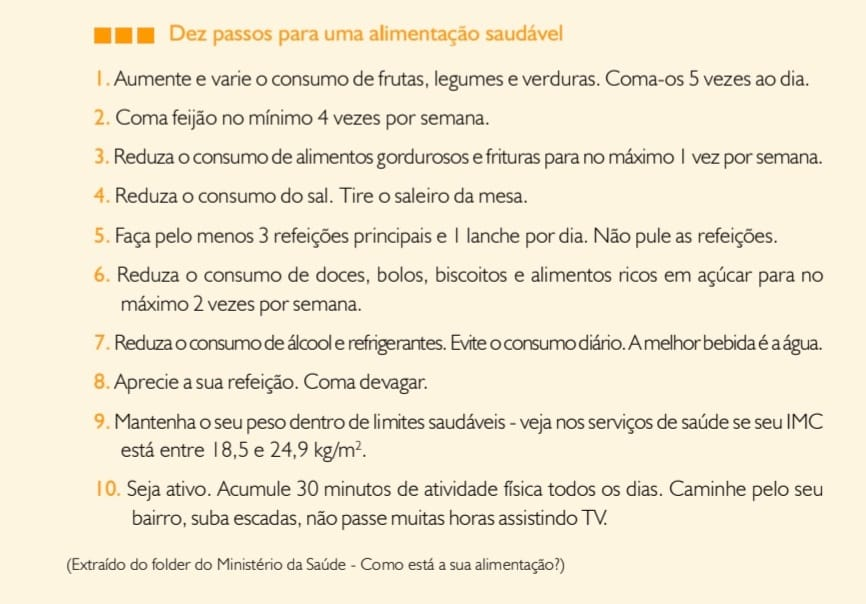 Dez passos para uma alimentação saudável
1. Aumente e varie o consumo de frutas, legumes e verduras. Coma-os 5 vezes ao dia.
2. Coma feijão no mínimo 4 vezes por semana.
3. Reduza o consumo de alimentos gordurosos e frituras para no máximo 1 vez por semana.
4. Reduza o consumo do sal. Tire o saleiro da mesa.
5. Faça pelo menos 3 refeições principais e 1 lanche por dia. Não pule as refeições.
6. Reduza o consumo de doces, bolos, biscoitos e alimentos ricos em açúcar para no
máximo 2 vezes por semana.
7. Reduza o consumo de álcool e refrigerantes. Evite o consumo diário. A melhor bebida é a água.
8. Aprecie a sua refeição. Coma devagar.
9. Mantenha o seu peso dentro de limites saudáveis - veja nos serviços de saúde se seu IMC
está entre 18,5 e 24,9 kg/m².
10. Seja ativo. Acumule 30 minutos de atividade física todos os dias. Caminhe pelo seu
bairro, suba escadas, não passe muitas horas assistindo TV.
(Extraído do folder do Ministério da Saúde - Como está a sua alimentação?)